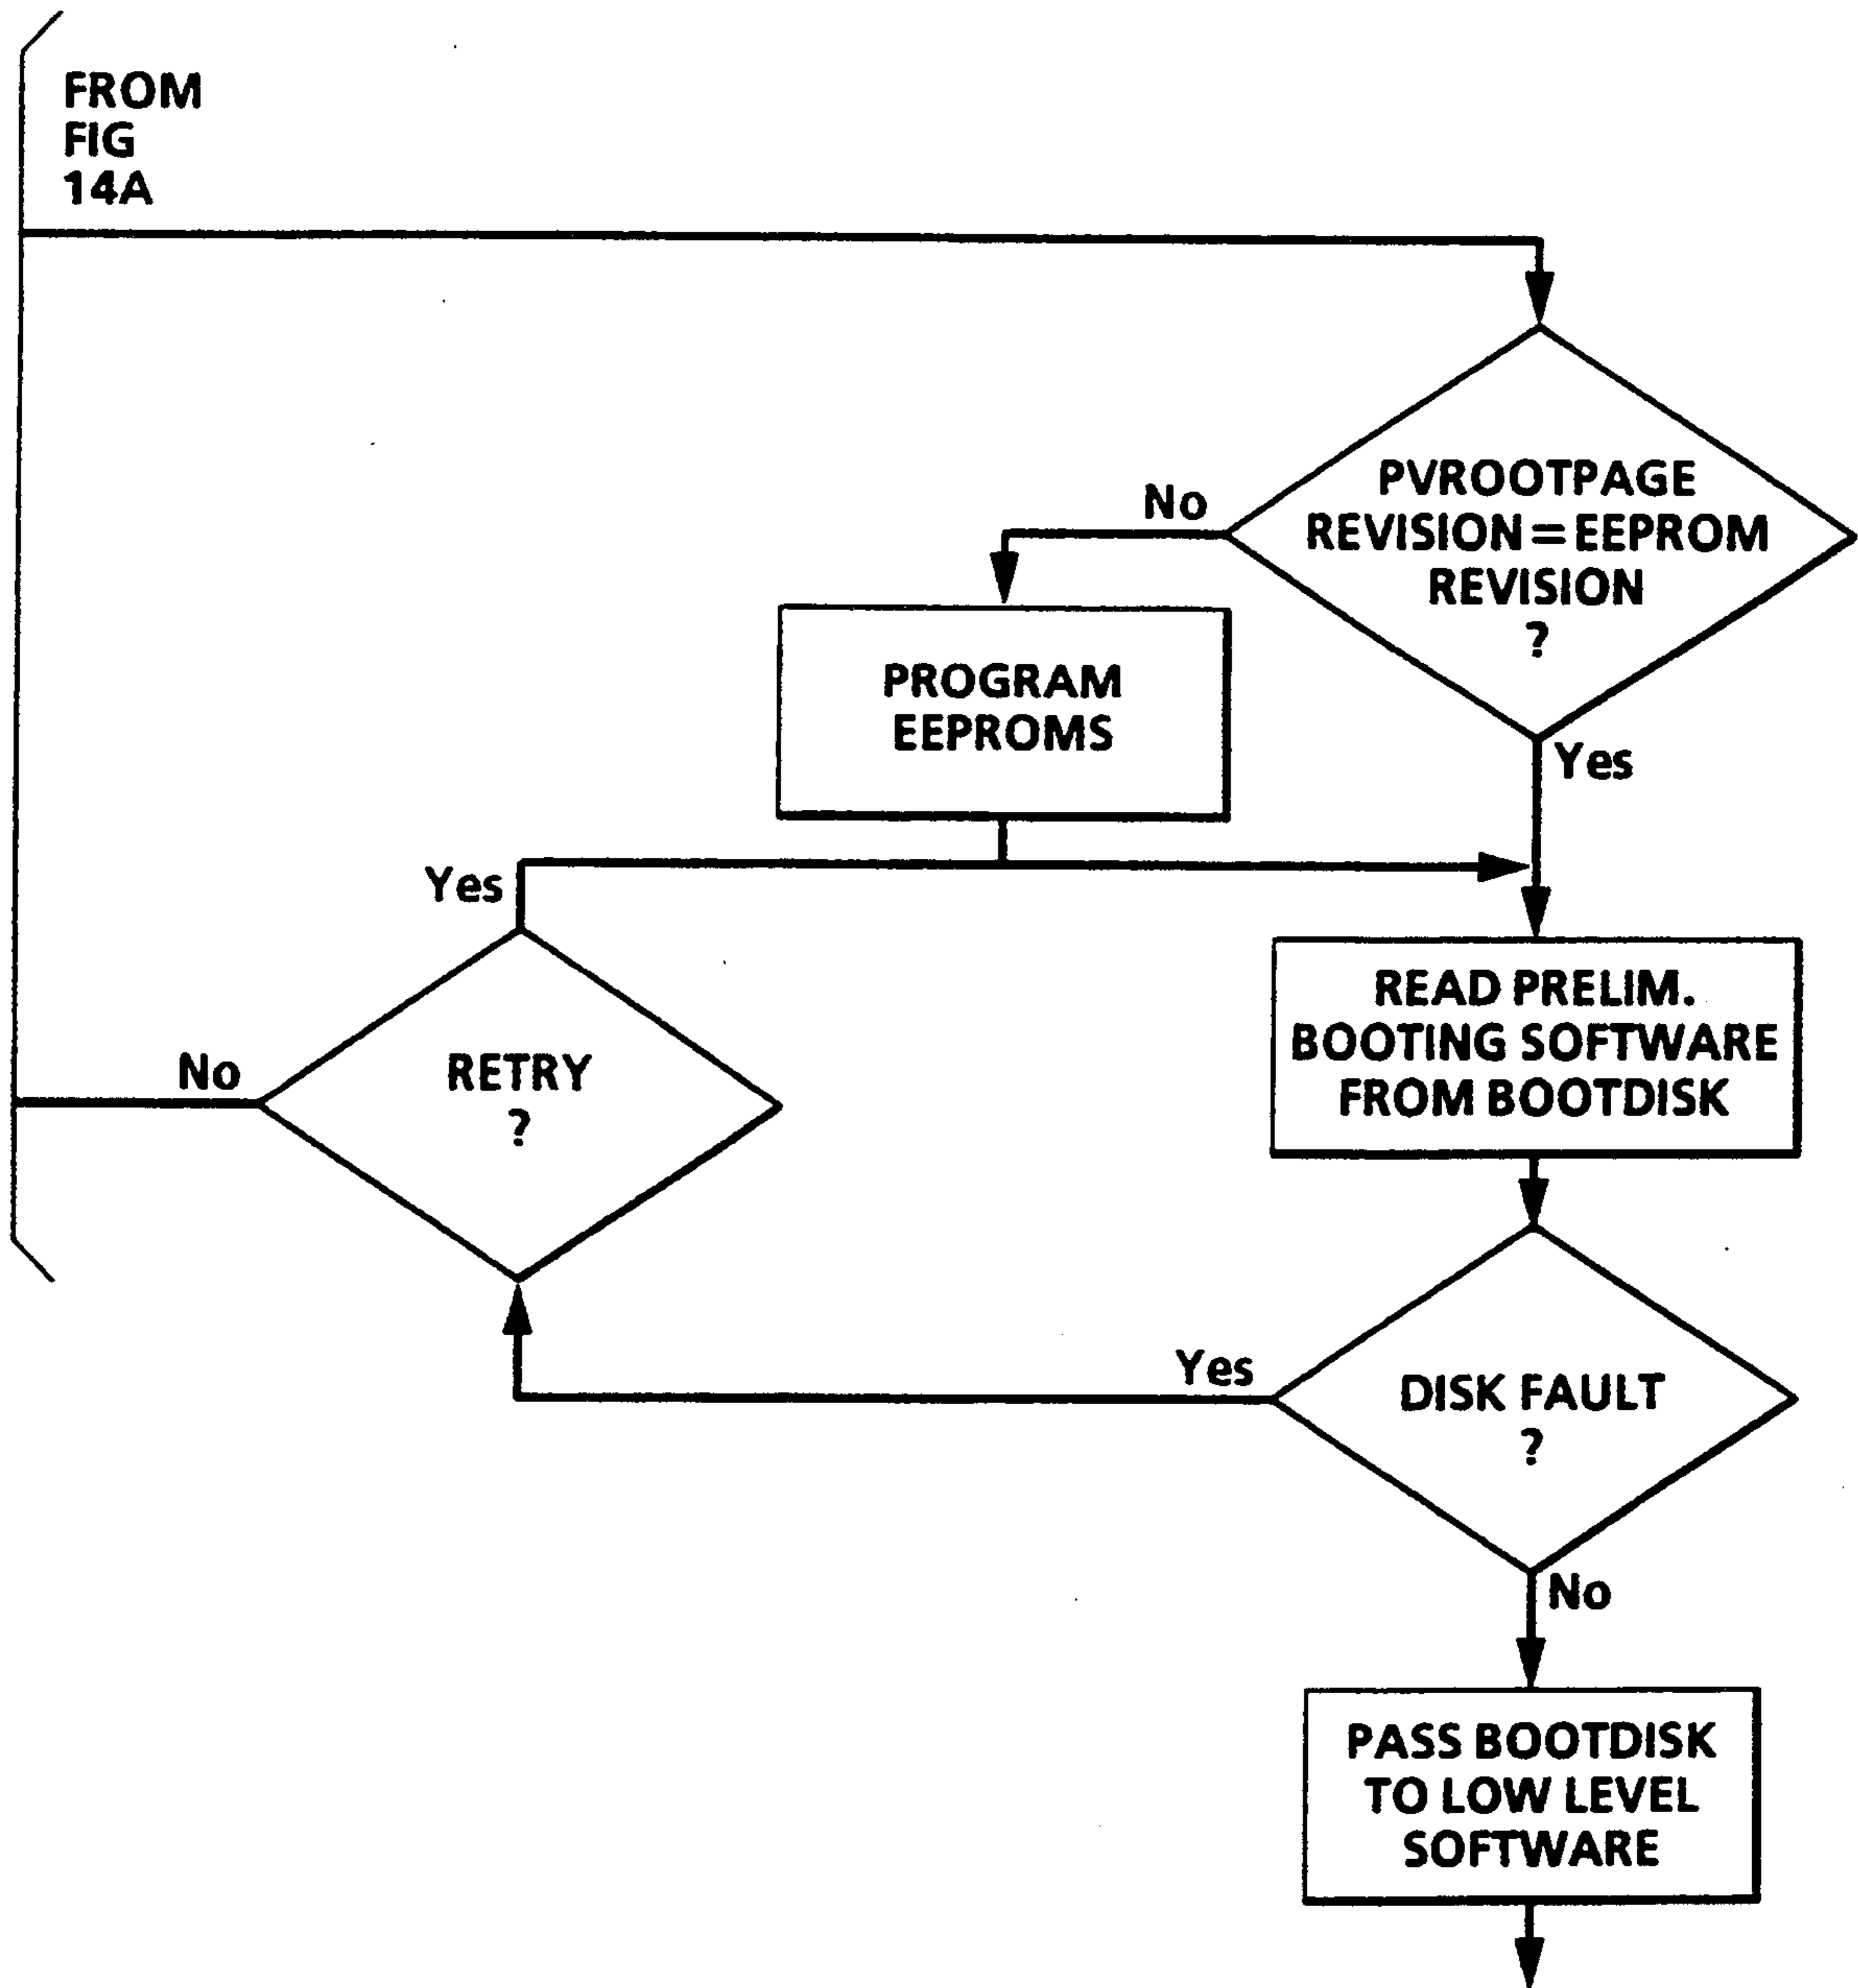 FROM
FIG
14A
PVROOTPAGE
REVISION=EEPROM
REVISION
?
No
Yes
PROGRAM
EEPROMS
Yes
RETRY
?
No
READ PRELIM.
BOOTING SOFTWARE
FROM BOOTDISK
DISK FAULT
?
Yes
No
PASS BOOTDISK
TO LOW LEVEL
SOFTWARE